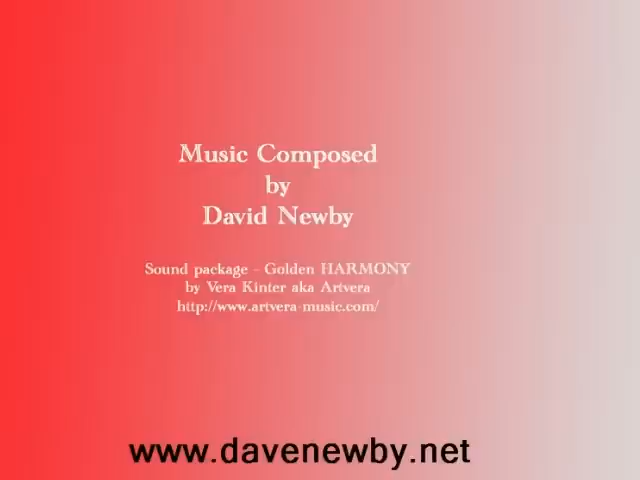 Music Composed
by
David Newby
Sound package - Golden HARMONY
by Vera Kinter aka Artvera
http://www.artvera-music.com/
www.davenewby.net